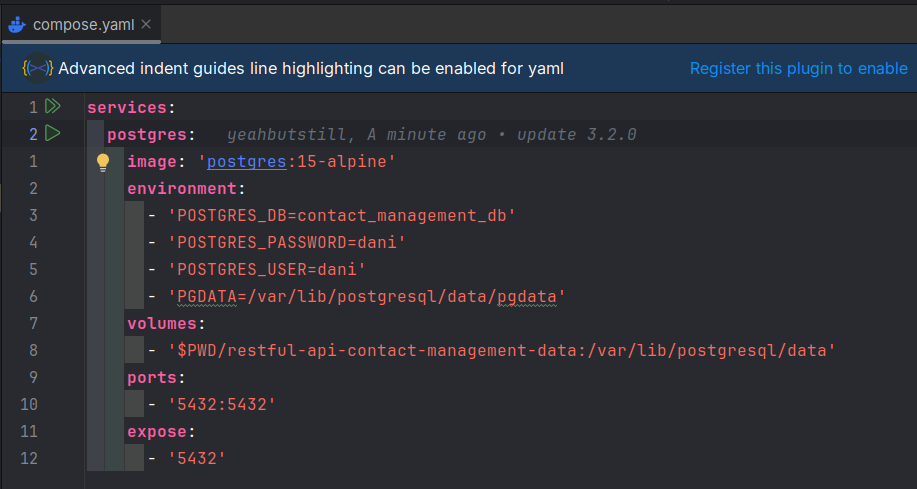 compose.yaml
Advanced indent guides line highlighting can be enabled for yaml Register this plugin to enable
1 services:
2 postgres: yeahbutstill, A minute ago • update 3.2.0
1 image: 'postgres:15-alpine'
2 environment:
3 - 'POSTGRES_DB=contact_management_db'
4 - 'POSTGRES_PASSWORD=dani'
5 - 'POSTGRES_USER=dani'
6 - 'PGDATA=/var/lib/postgresql/data/pgdata'
7 volumes:
8 - '$PWD/restful-api-contact-management-data:/var/lib/postgresql/data'
9 ports:
10 - '5432:5432'
11 expose:
12 - '5432'